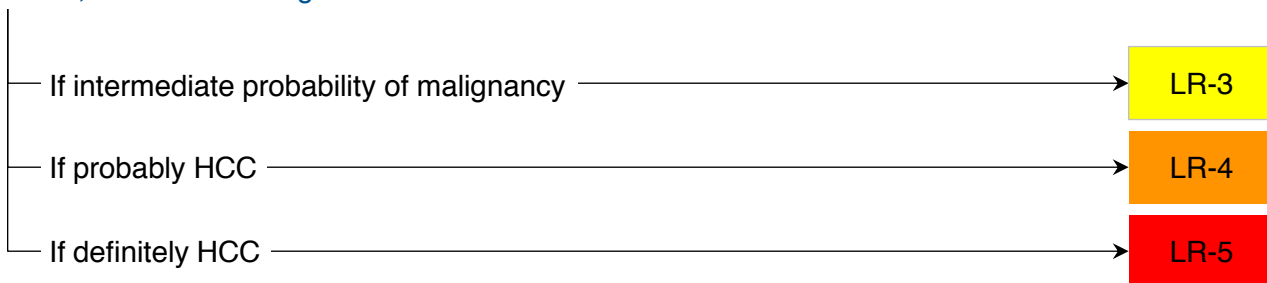 If intermediate probability of malignancy LR-3
If probably HCC LR-4
If definitely HCC LR-5